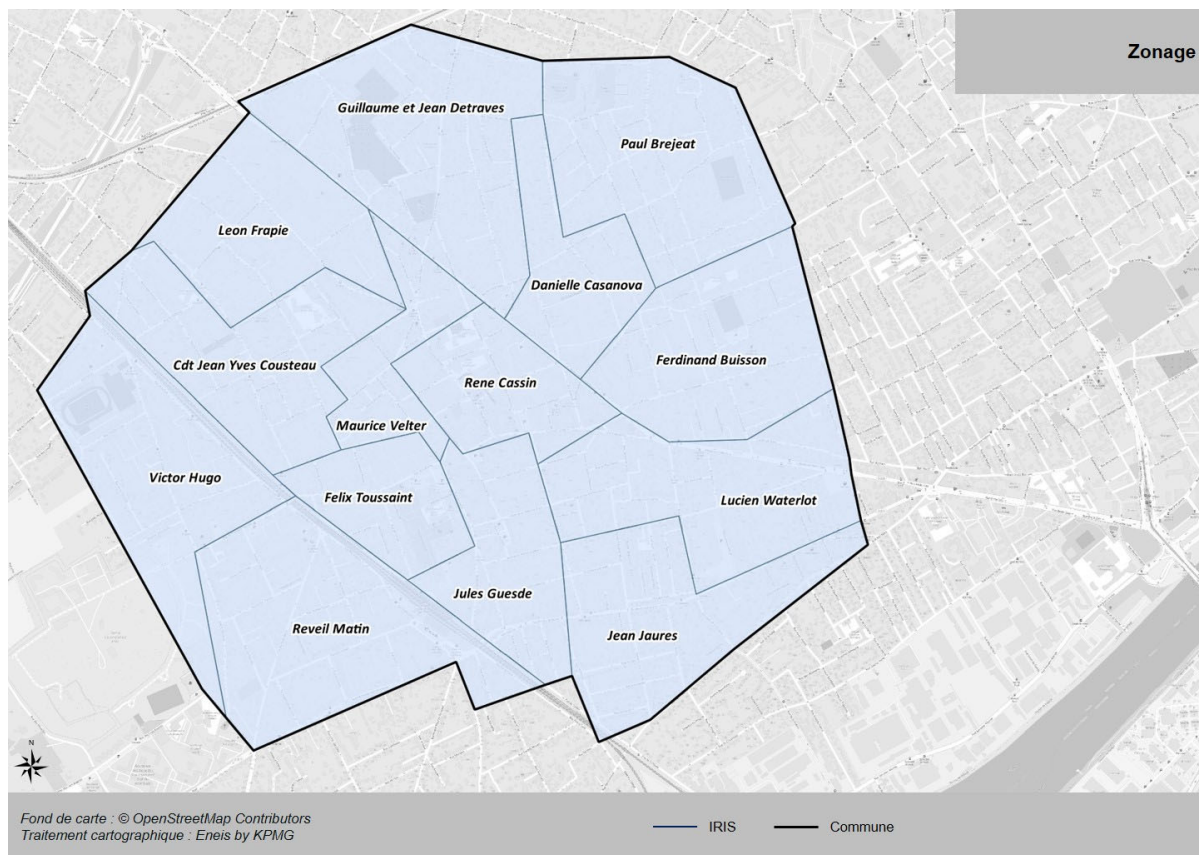 Zonage
Guillaume et Jean Detraves
Paul Brejeat
Leon Frapie
Danielle Casanova
Cdt Jean Yves Cousteau
Ferdinand Buisson
Rene Cassin
Maurice Velter
Victor Hugo
Felix Toussaint
Lucien Waterlot
Jules Guesde
Reveil Matin
Jean Jaures
N
Fond de carte : © OpenStreetMap Contributors
Traitement cartographique : Eneis by KPMG
IRIS
Commune